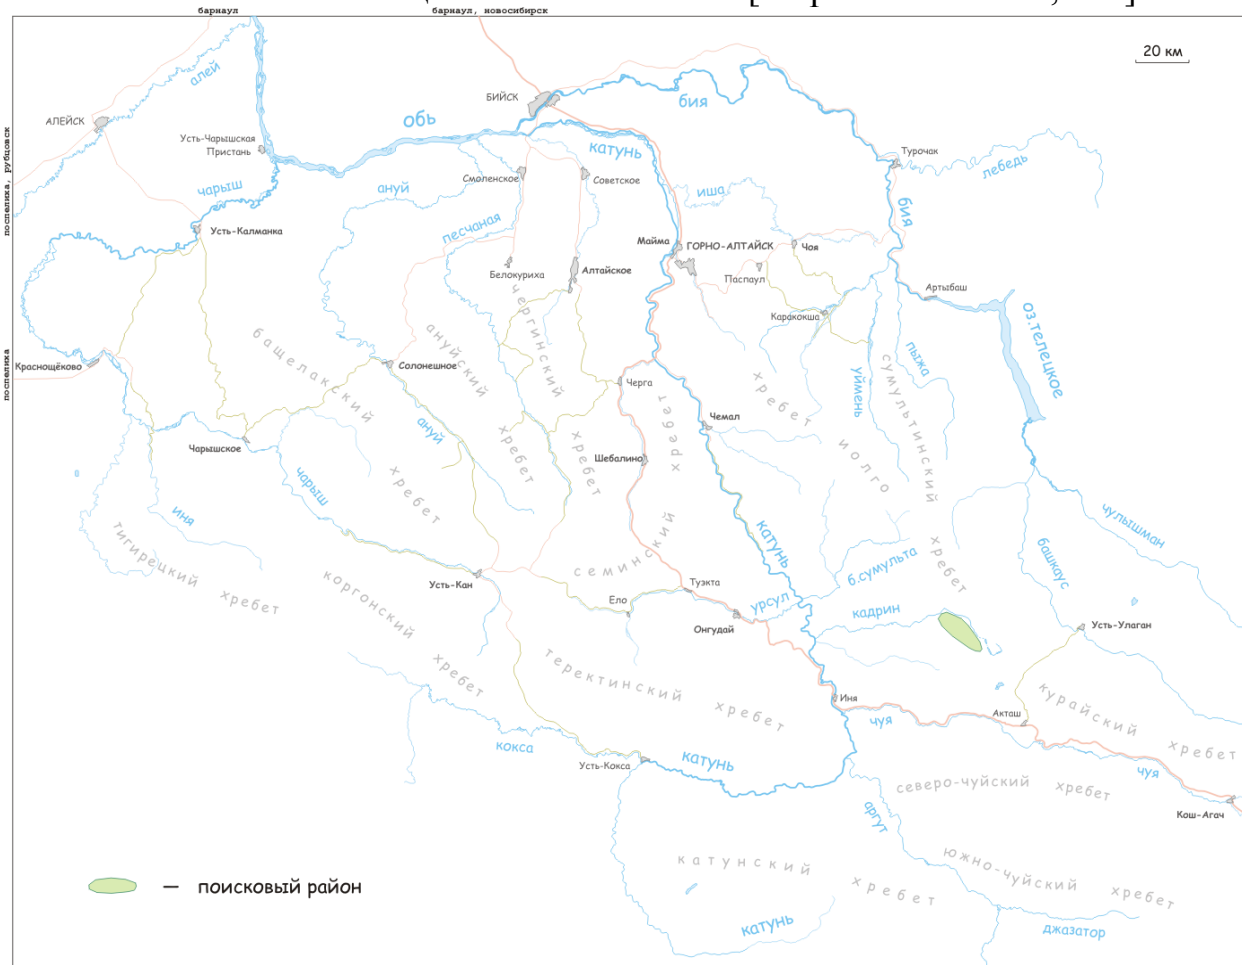 барнаул
барнаул, новосибирск
20 км
алей
БИЙСК
бия
АЛЕЙСК
обь
Усть-Чарышская
Пристань
катунь
Турочак
лебедь
поспелиха, рубцовск
Смоленское
Советское
чарыш
ануй
иша
бия
песчаная
Усть-Калманка
Майма
ГОРНО-АЛТАЙСК
Чоя
Белокуриха
Алтайское
Паспаул
Артыбаш
оз.телецкое
Каракокша
чергинский
хребет
ануйский
хребет
башелакский
хребет
поспелиха
Краснощёково
Солонешное
Черга
пыжа
уймень
сумультинский
хребет
хребет
иолго
Чемал
хребет
семинский
ануй
Чарышское
Шебалино
чарыш
иня
чулышман
тигирецкий хребет
катунь
башкаус
б.сумульта
коргонский
хребет
Усть-Кан
Туэкта
Ело
урсул
кадрин
Онгудай
Усть-Улаган
теректинский хребет
Иня
курайский хребет
Акташ
чуя
кокса
Усть-Кокса
катунь
чуя
северо-чуйский хребет
аргут
Кош-Агач
южно-чуйский хребет
катунский хребет
— поисковый район
катунь
джазатор